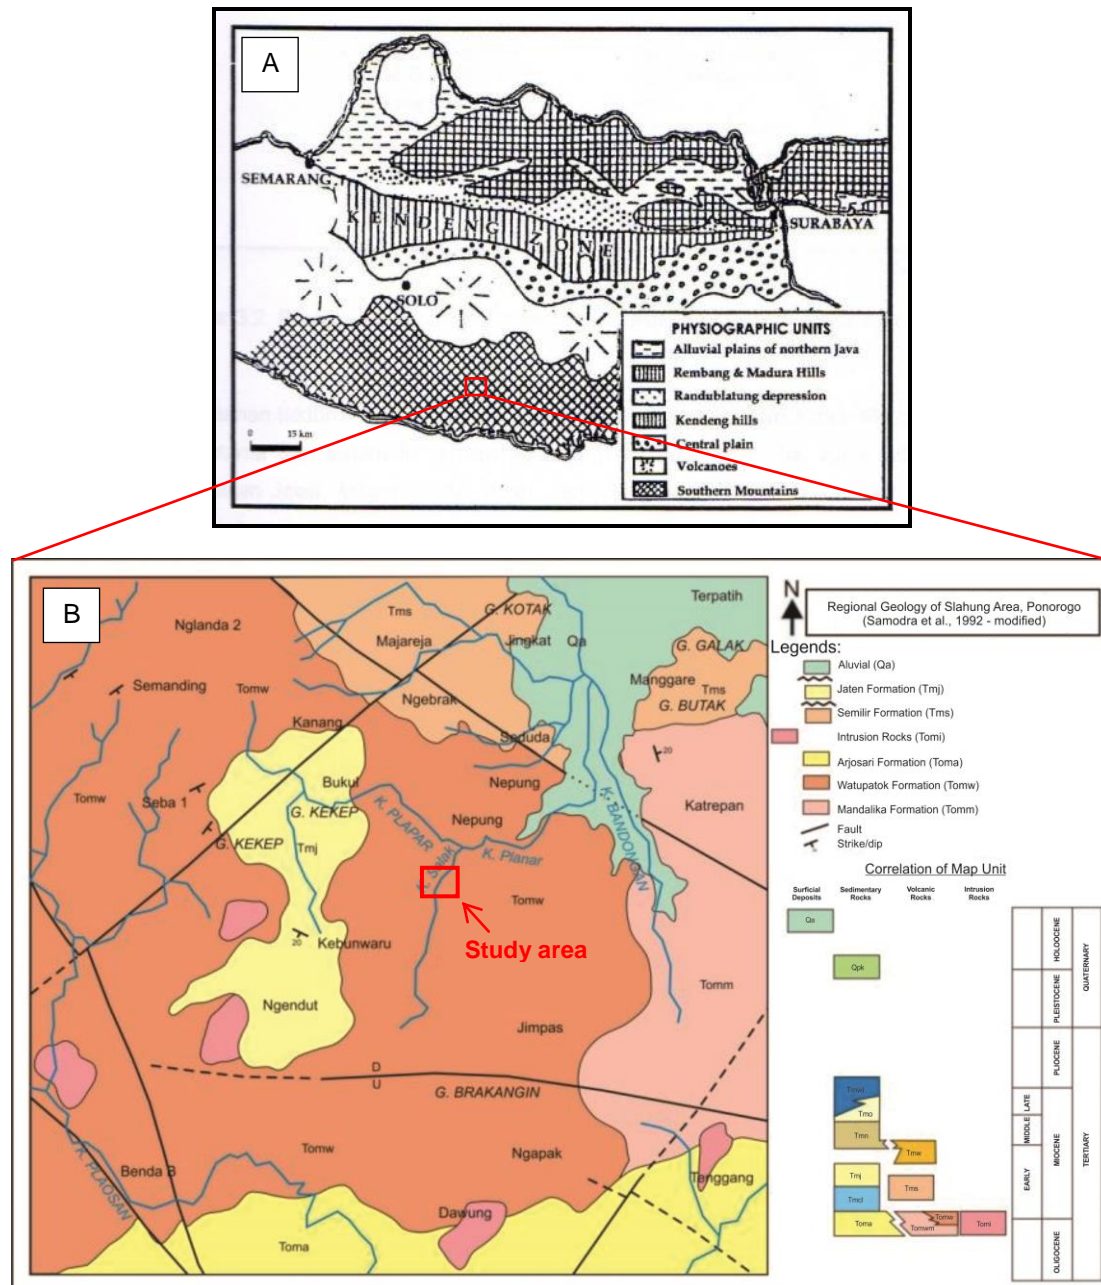 A
SEMARANG
KENDENG ZONE
SURABAYA
SOLO
0 15 km
PHYSIOGRAPHIC UNITS
Alluvial plains of northern Java
Rembang & Madura Hills
Randublatung depression
Kendeng hills
Central plain
Volcanoes
Southern Mountains
B
N
Regional Geology of Slahung Area, Ponorogo
(Samodra et al., 1992 - modified)
Legends:
Aluvial (Qa)
Jaten Formation (Tmj)
Semilir Formation (Tms)
Intrusion Rocks (Tomi)
Arjosari Formation (Toma)
Watupatok Formation (Tomw)
Mandalika Formation (Tomm)
Fault
Strike/dip
Correlation of Map Unit
Surficial Deposits
Sedimentary Rocks
Volcanic Rocks
Intrusion Rocks
Qpk
Tmo
Tmn
Tmw
Tmj
Tms
Tmcl
Toma
Tomw
Tomi
HOLOCENE
PLEISTOCENE
QUATERNARY
PLIOCENE
LATE
MIDDLE
EARLY
MIOCENE
TERTIARY
OLIGOCENE
Nglanda 2
Tms
G. KOTAK
Terpatih
Majareja
Jingkat
Qa
G. GALAK
Semanding
Tomw
Ngebrak
Manggare
Tms
G. BUTAK
Kanang
Seduda
20
Tomw
Seba 1
Bukul
Nepung
Katrepan
G. KEKEP
K. PLAPAR
Nepung
K. BANDONGAN
G. KEKEP
Tmj
K. Planar
Salak
Tomw
Study area
20
Kebunwaru
Tomm
Ngendut
Jimpas
D
U
G. BRAKANGIN
Tomw
Ngapak
Benda B
K. PLAOSAN
Tenggang
Dawung
Toma